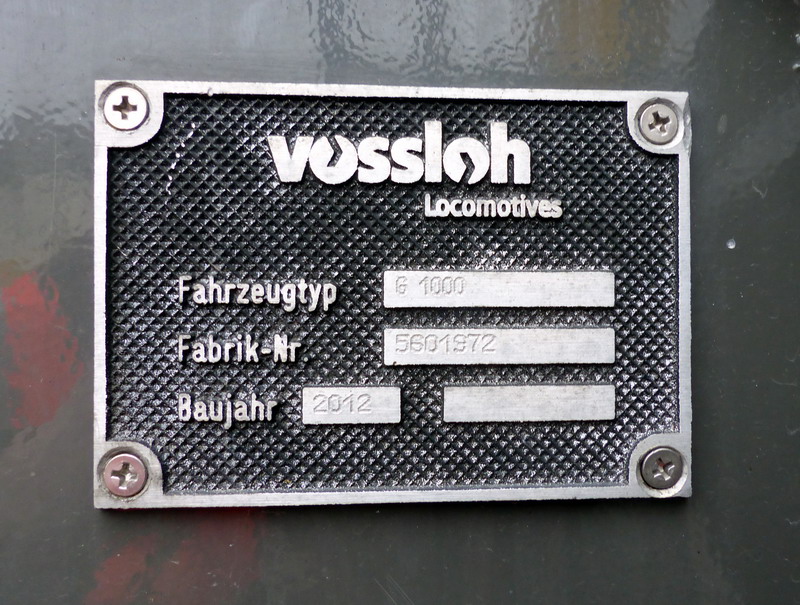 vossloh
Locomotives
Fahrzeugtyp G 1000
Fabrik-Nr 5601972
Baujahr 2012